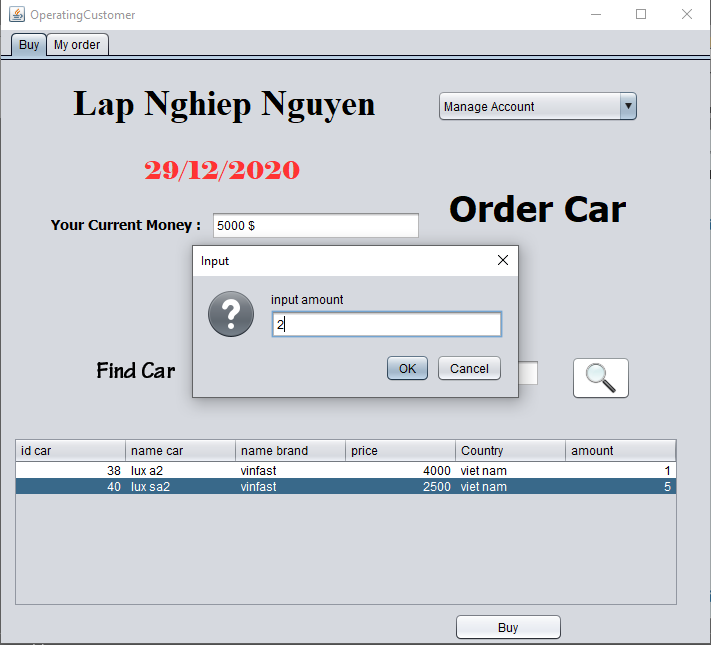 OperatingCustomer
Buy My order
Lap Nghiep Nguyen
Manage Account
29/12/2020
Order Car
Your Current Money : 5000 $
Input
input amount
2
OK Cancel
Find Car
id car name car name brand price Country amount
38 lux a2 vinfast 4000 viet nam 1
40 lux sa2 vinfast 2500 viet nam 5
Buy